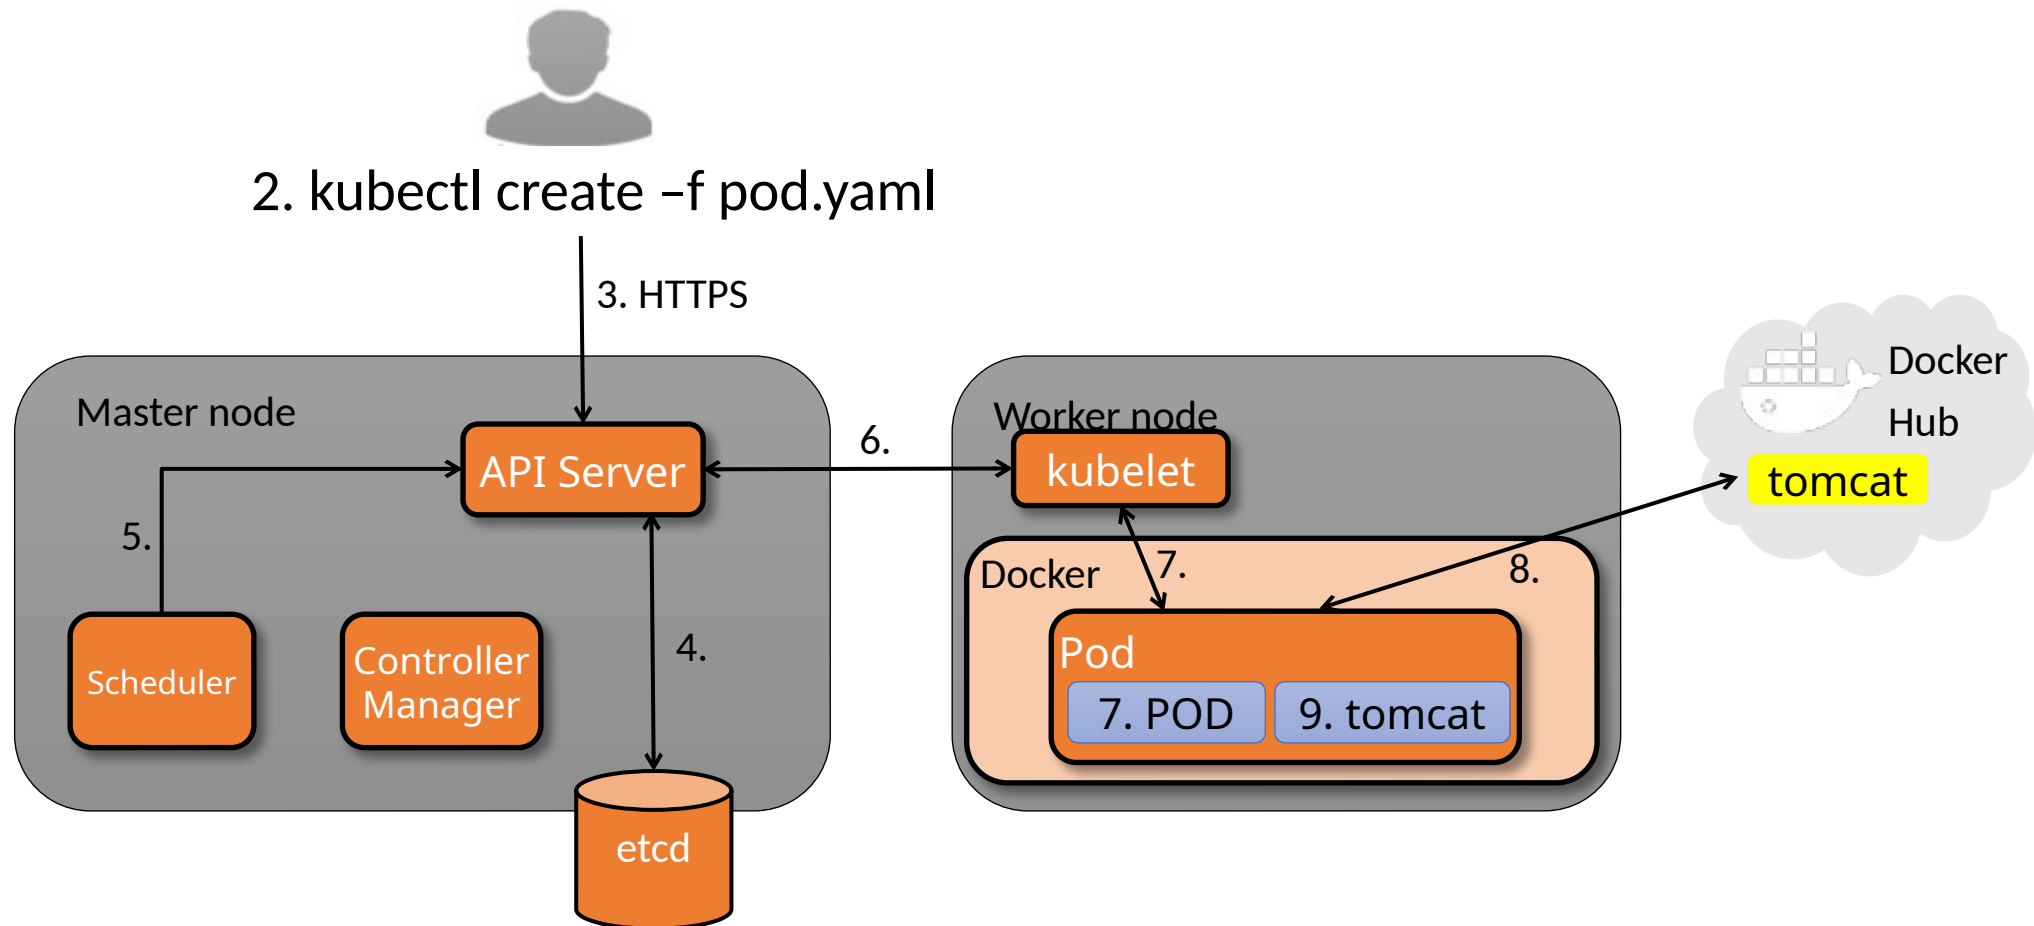 2. kubectl create –f pod.yaml
3. HTTPS
Master node
API Server
5.
4.
Scheduler
Controller
Manager
etcd
6.
Worker node
kubelet
Docker
7.
8.
Pod
7. POD
9. tomcat
Docker
Hub
tomcat